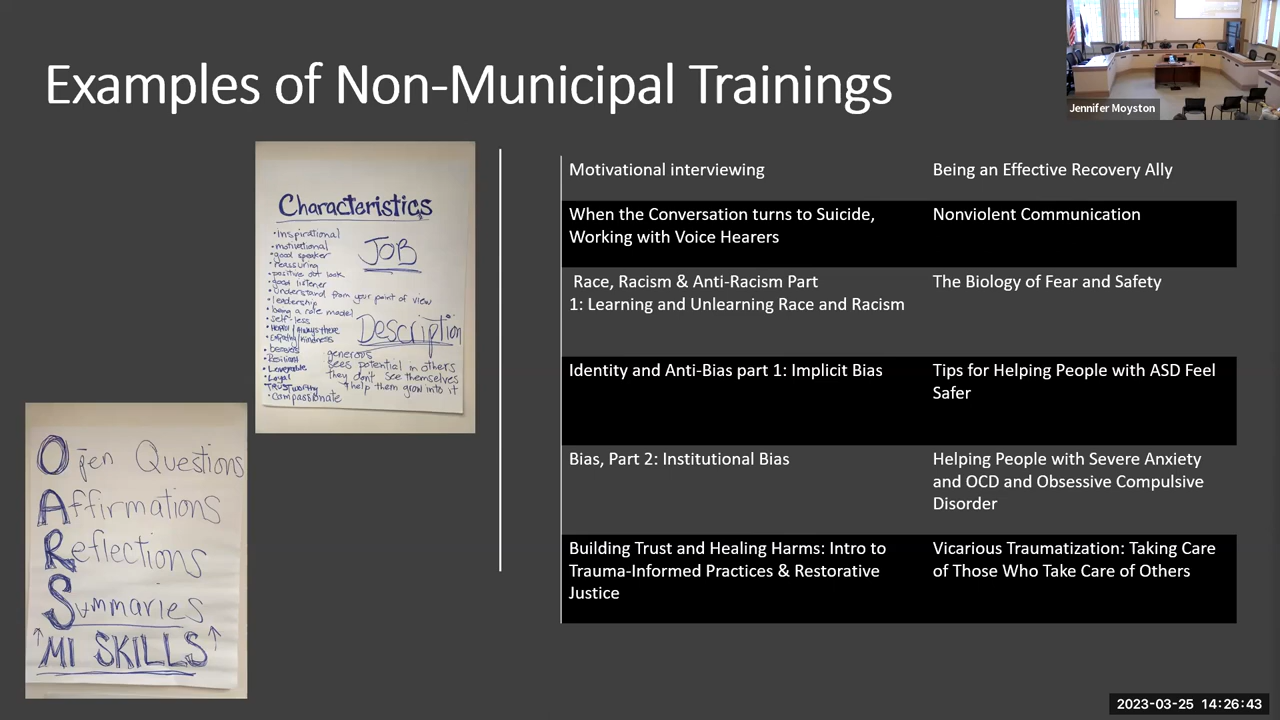 Examples of Non-Municipal Trainings
Jennifer Moyston
Characteristics
JOB
Description
• Inspirational
• motivational
• good speaker
• reassuring
• positive out look
• good listener
• understand from your point of view
• leadership
• being a role model
• self-less
• Helpful / Always there
• Empathy / kindness
• Resilient
• Loyal
• TRUSTworthy
• compassionate
generous
sees potential in others
they don't see themselves
& help them grow into it
Open Questions
Affirmations
Reflections
Summaries
↑ MI SKILLS ↑
Motivational interviewing
Being an Effective Recovery Ally
When the Conversation turns to Suicide,
Working with Voice Hearers
Nonviolent Communication
Race, Racism & Anti-Racism Part
1: Learning and Unlearning Race and Racism
The Biology of Fear and Safety
Identity and Anti-Bias part 1: Implicit Bias
Tips for Helping People with ASD Feel
Safer
Bias, Part 2: Institutional Bias
Helping People with Severe Anxiety
and OCD and Obsessive Compulsive
Disorder
Building Trust and Healing Harms: Intro to
Trauma-Informed Practices & Restorative
Justice
Vicarious Traumatization: Taking Care
of Those Who Take Care of Others
2023-03-25 14:26:43